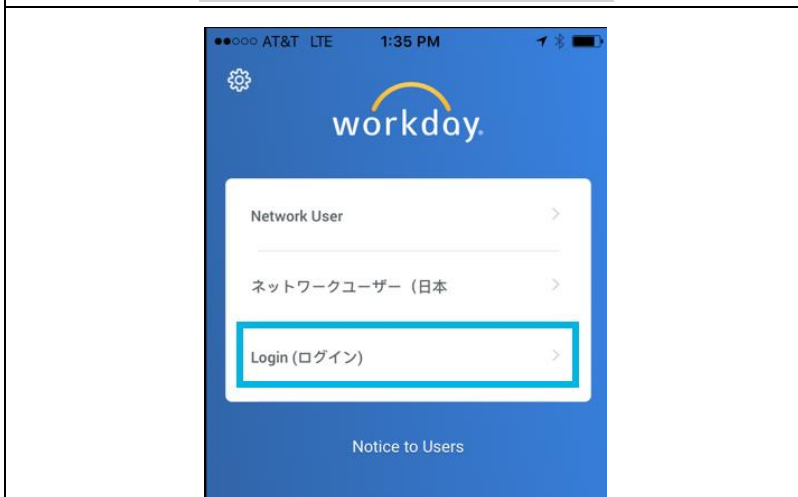 AT&T LTE 1:35 PM
workday.
Network User
ネットワークユーザー（日本
Login (ログイン)
Notice to Users